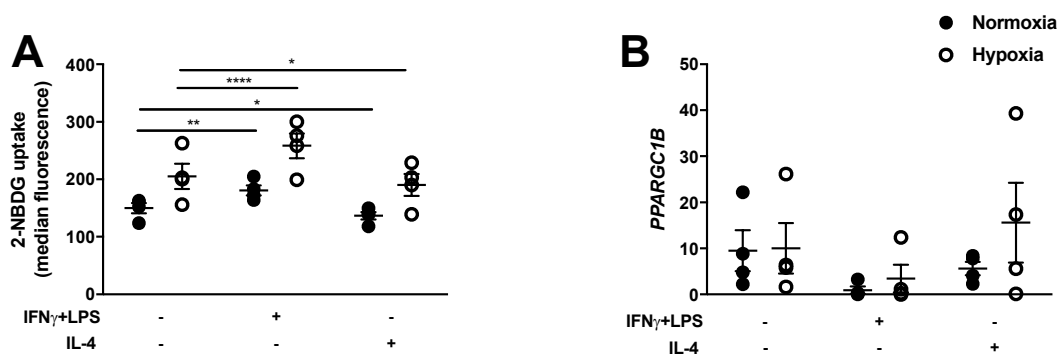 Normoxia
Hypoxia
A
2-NBDG uptake
(median fluorescence)
400
300
200
100
0
*
****
*
**
IFNγ+LPS - + -
IL-4 - - +
B
PPARGC1B
50
40
30
20
10
0
IFNγ+LPS - + -
IL-4 - - +